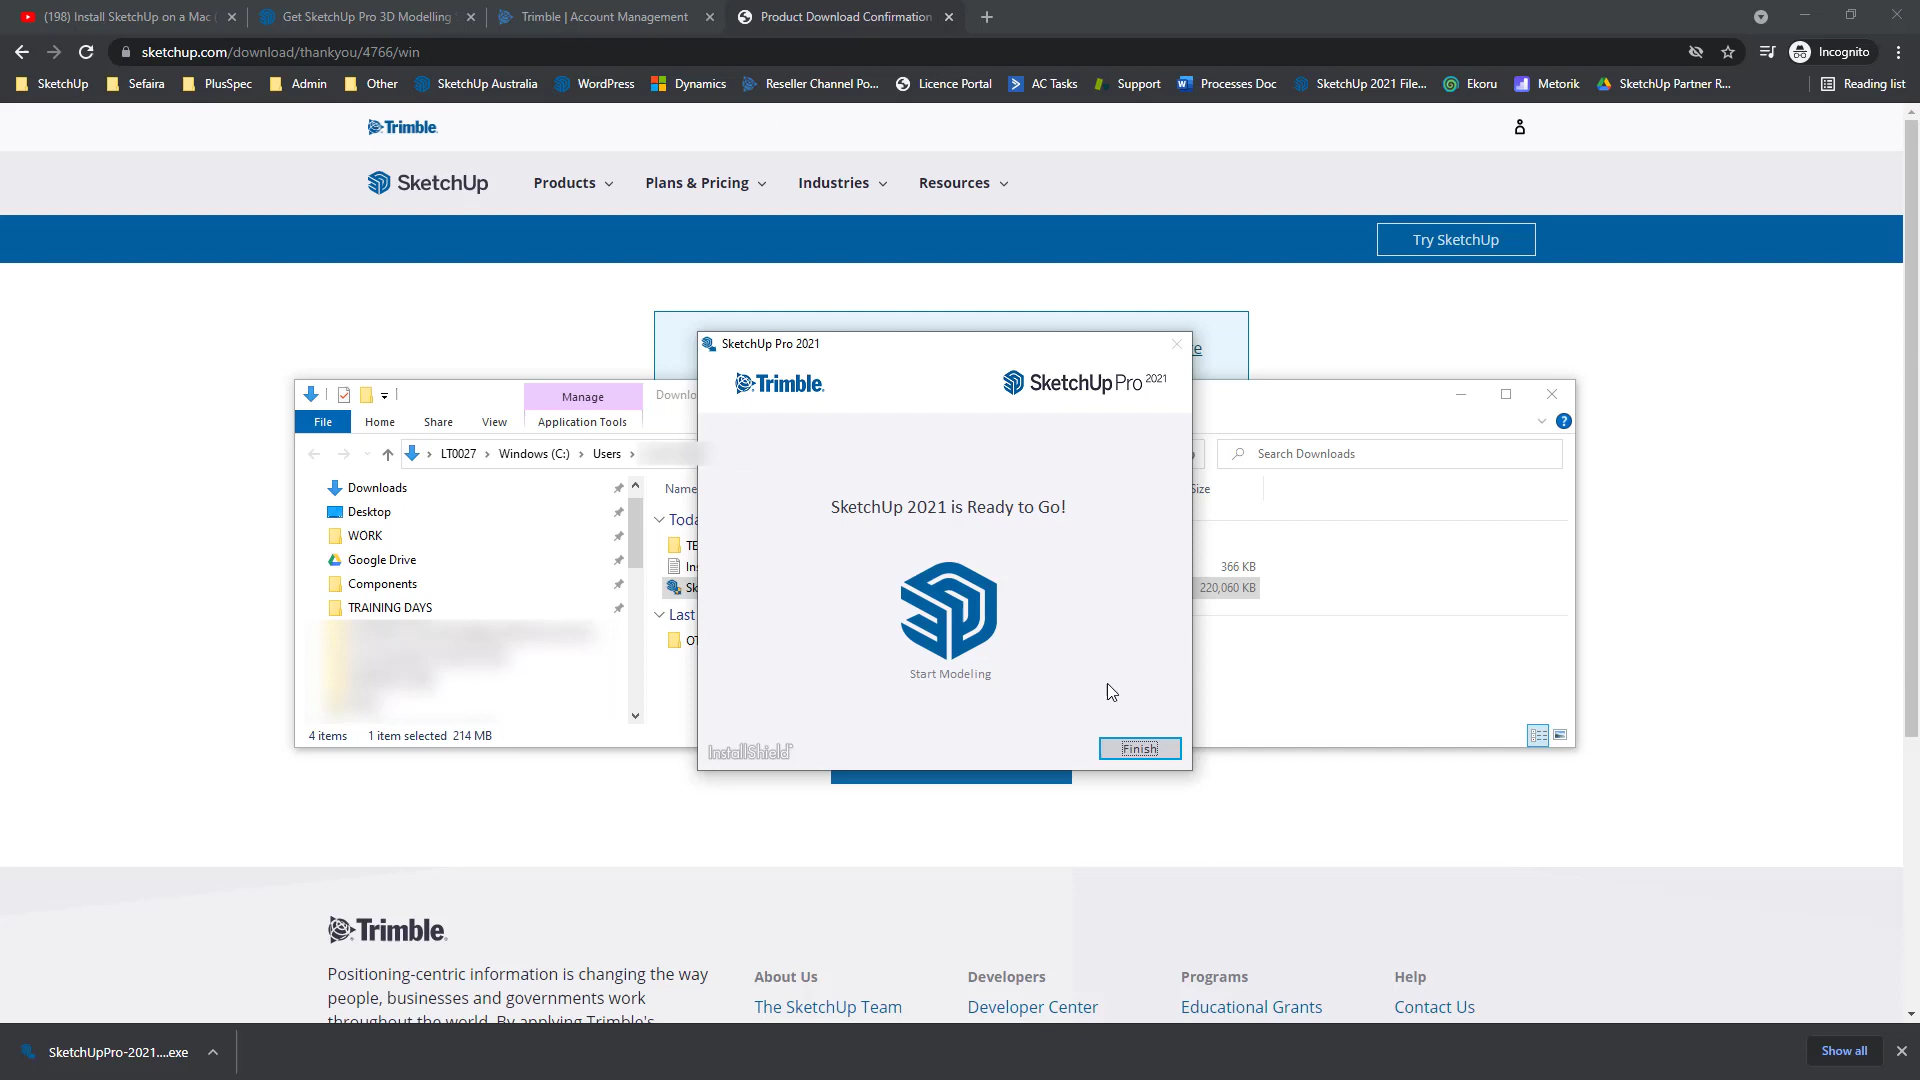 (198) Install SketchUp on a Mac
Get SketchUp Pro 3D Modelling
Trimble | Account Management
Product Download Confirmation
sketchup.com/download/thankyou/4766/win
Incognito
SketchUp
Sefaira
PlusSpec
Admin
Other
SketchUp Australia
WordPress
Dynamics
Reseller Channel Po...
Licence Portal
AC Tasks
Support
Processes Doc
SketchUp 2021 File...
Ekoru
Metorik
SketchUp Partner R...
Reading list
Trimble
SketchUp
Products
Plans & Pricing
Industries
Resources
Try SketchUp
SketchUp Pro 2021
Trimble
SketchUp Pro 2021
Manage
File
Home
Share
View
Application Tools
LT0027 › Windows (C:) › Users ›
Search Downloads
Downloads
Desktop
WORK
Google Drive
Components
TRAINING DAYS
Name
Size
366 KB
220,060 KB
Last
SketchUp 2021 is Ready to Go!
Start Modeling
InstallShield
Finish
4 items
1 item selected 214 MB
Trimble
Positioning-centric information is changing the way
people, businesses and governments work
throughout the world. By applying Trimble's
About Us
The SketchUp Team
Developers
Developer Center
Programs
Educational Grants
Help
Contact Us
SketchUpPro-2021....exe
Show all